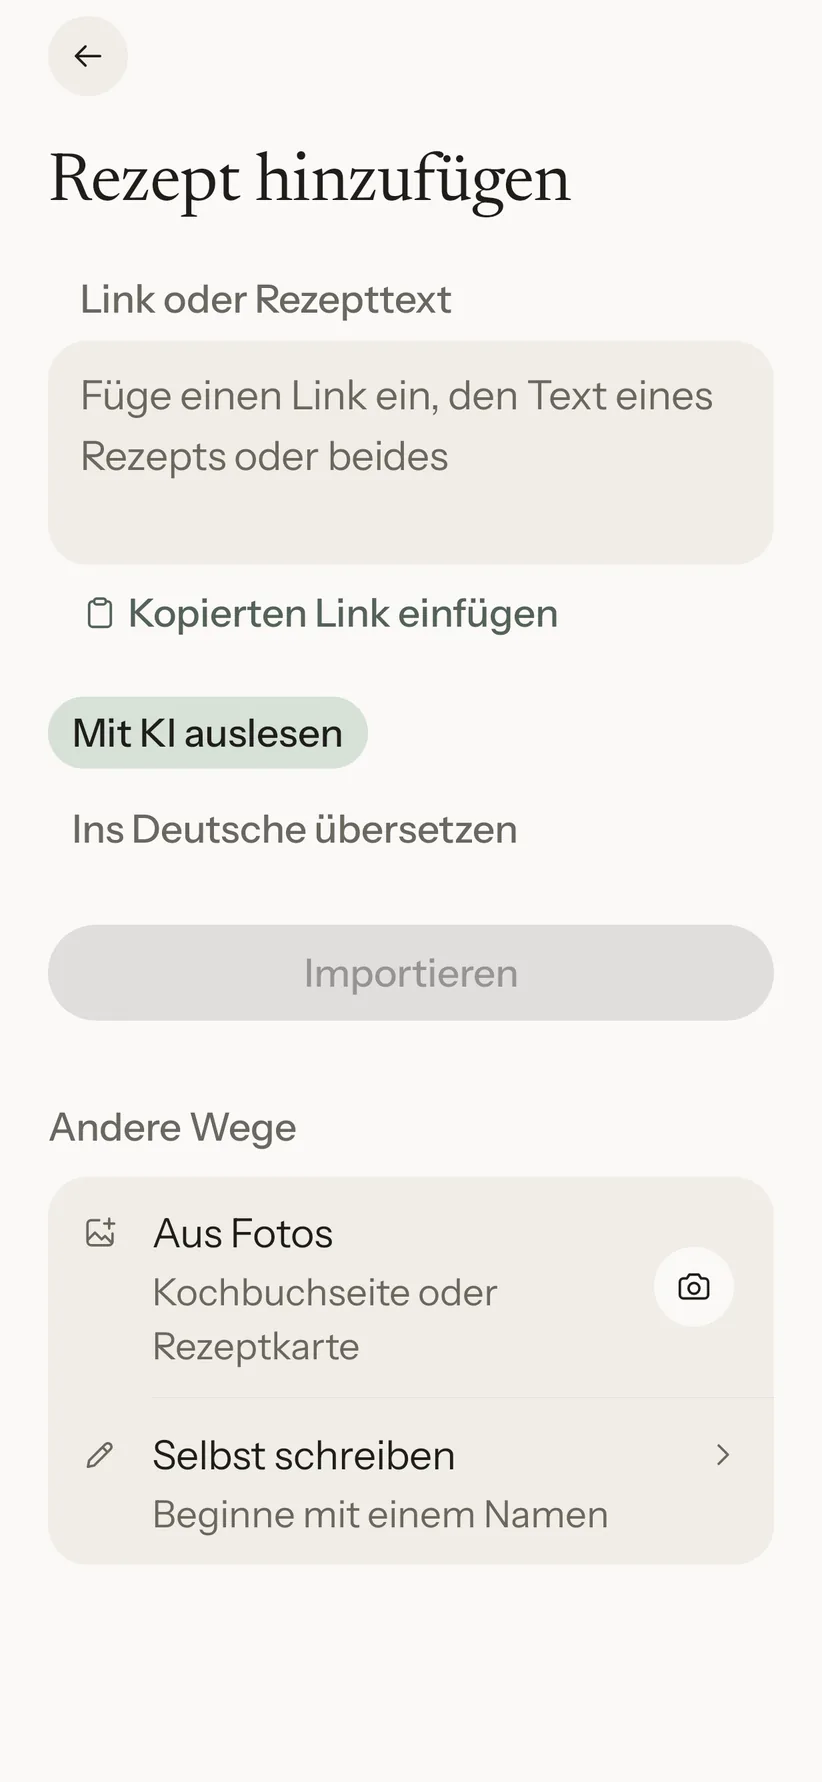 Rezept hinzufügen
Link oder Rezepttext
Füge einen Link ein, den Text eines
Rezepts oder beides
Kopierten Link einfügen
Mit KI auslesen
Ins Deutsche übersetzen
Importieren
Andere Wege
Aus Fotos
Kochbuchseite oder
Rezeptkarte
Selbst schreiben
Beginne mit einem Namen